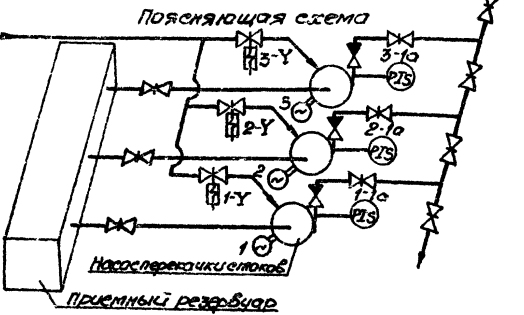 Поясняющая схема
3-Y
3-1а
PIS
3
2-Y
2-1а
PIS
2
1-Y
1-1а
PIS
1
Насос перекачки стоков
Приемный резервуар